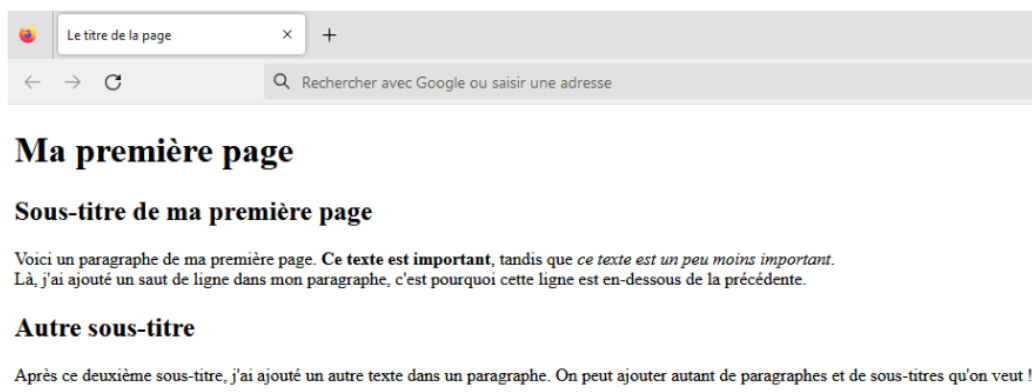 Le titre de la page
Rechercher avec Google ou saisir une adresse
Ma première page
Sous-titre de ma première page
Voici un paragraphe de ma première page. Ce texte est important, tandis que ce texte est un peu moins important.
Là, j'ai ajouté un saut de ligne dans mon paragraphe, c'est pourquoi cette ligne est en-dessous de la précédente.
Autre sous-titre
Après ce deuxième sous-titre, j'ai ajouté un autre texte dans un paragraphe. On peut ajouter autant de paragraphes et de sous-titres qu'on veut !